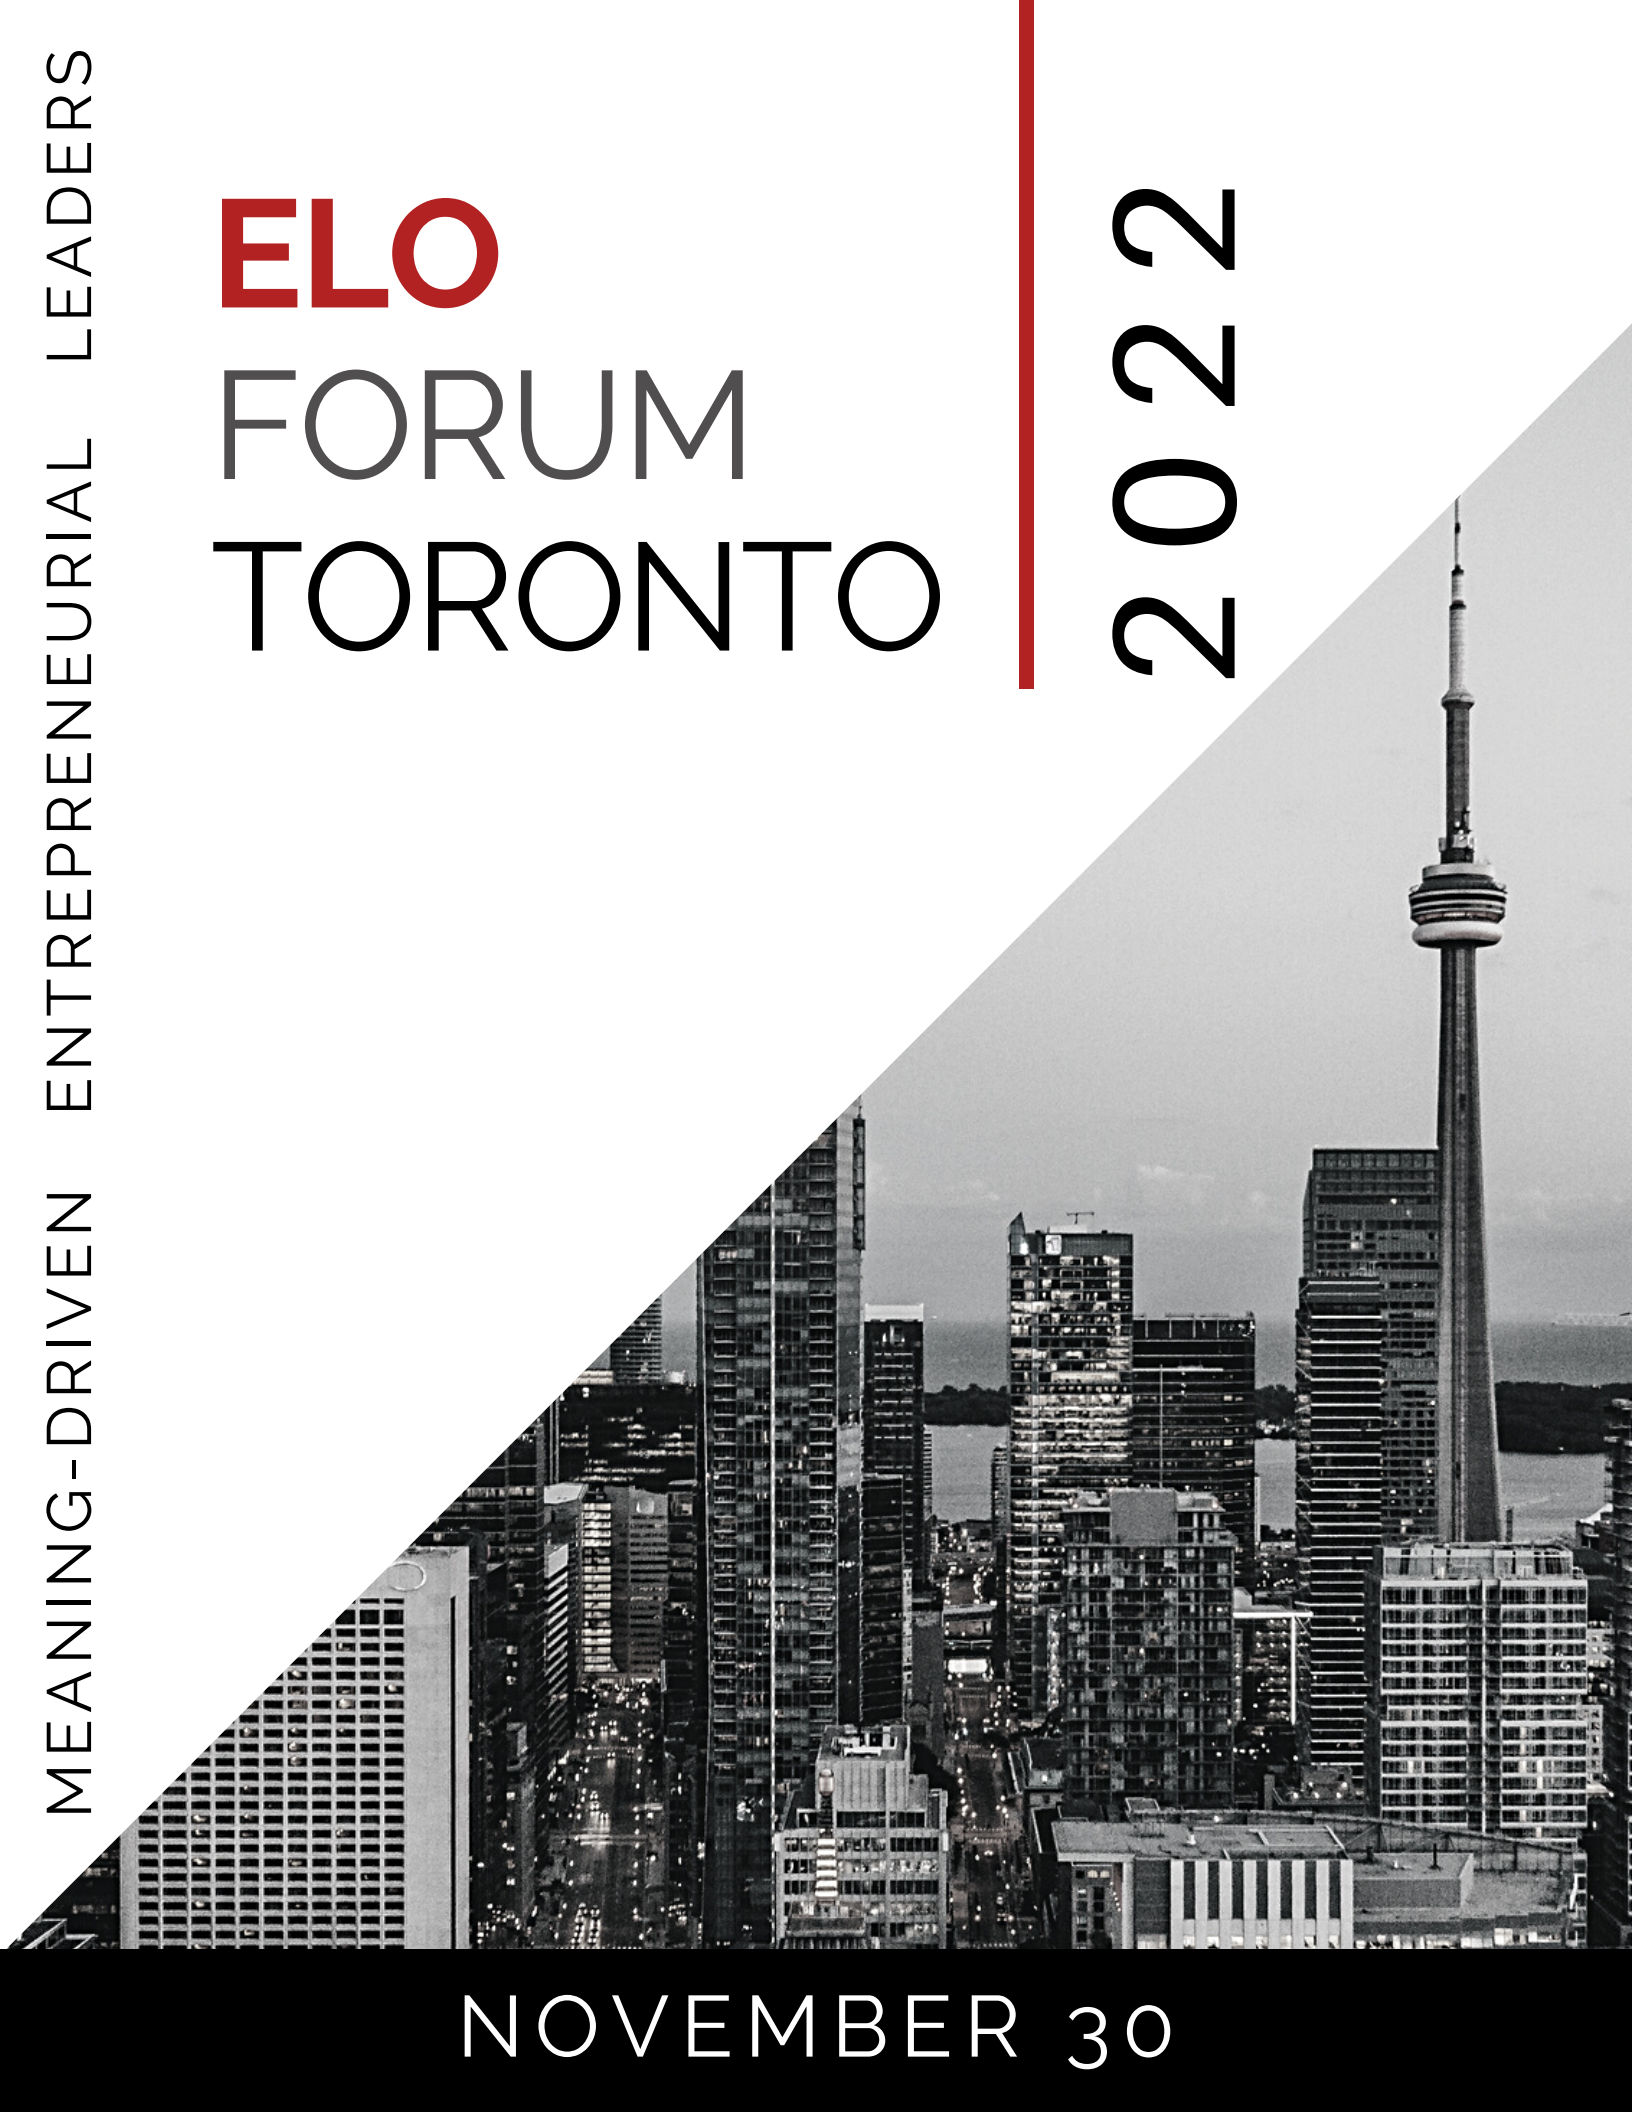 MEANING-DRIVEN ENTREPRENEURIAL LEADERS
ELO
FORUM
TORONTO
2022
NOVEMBER 30